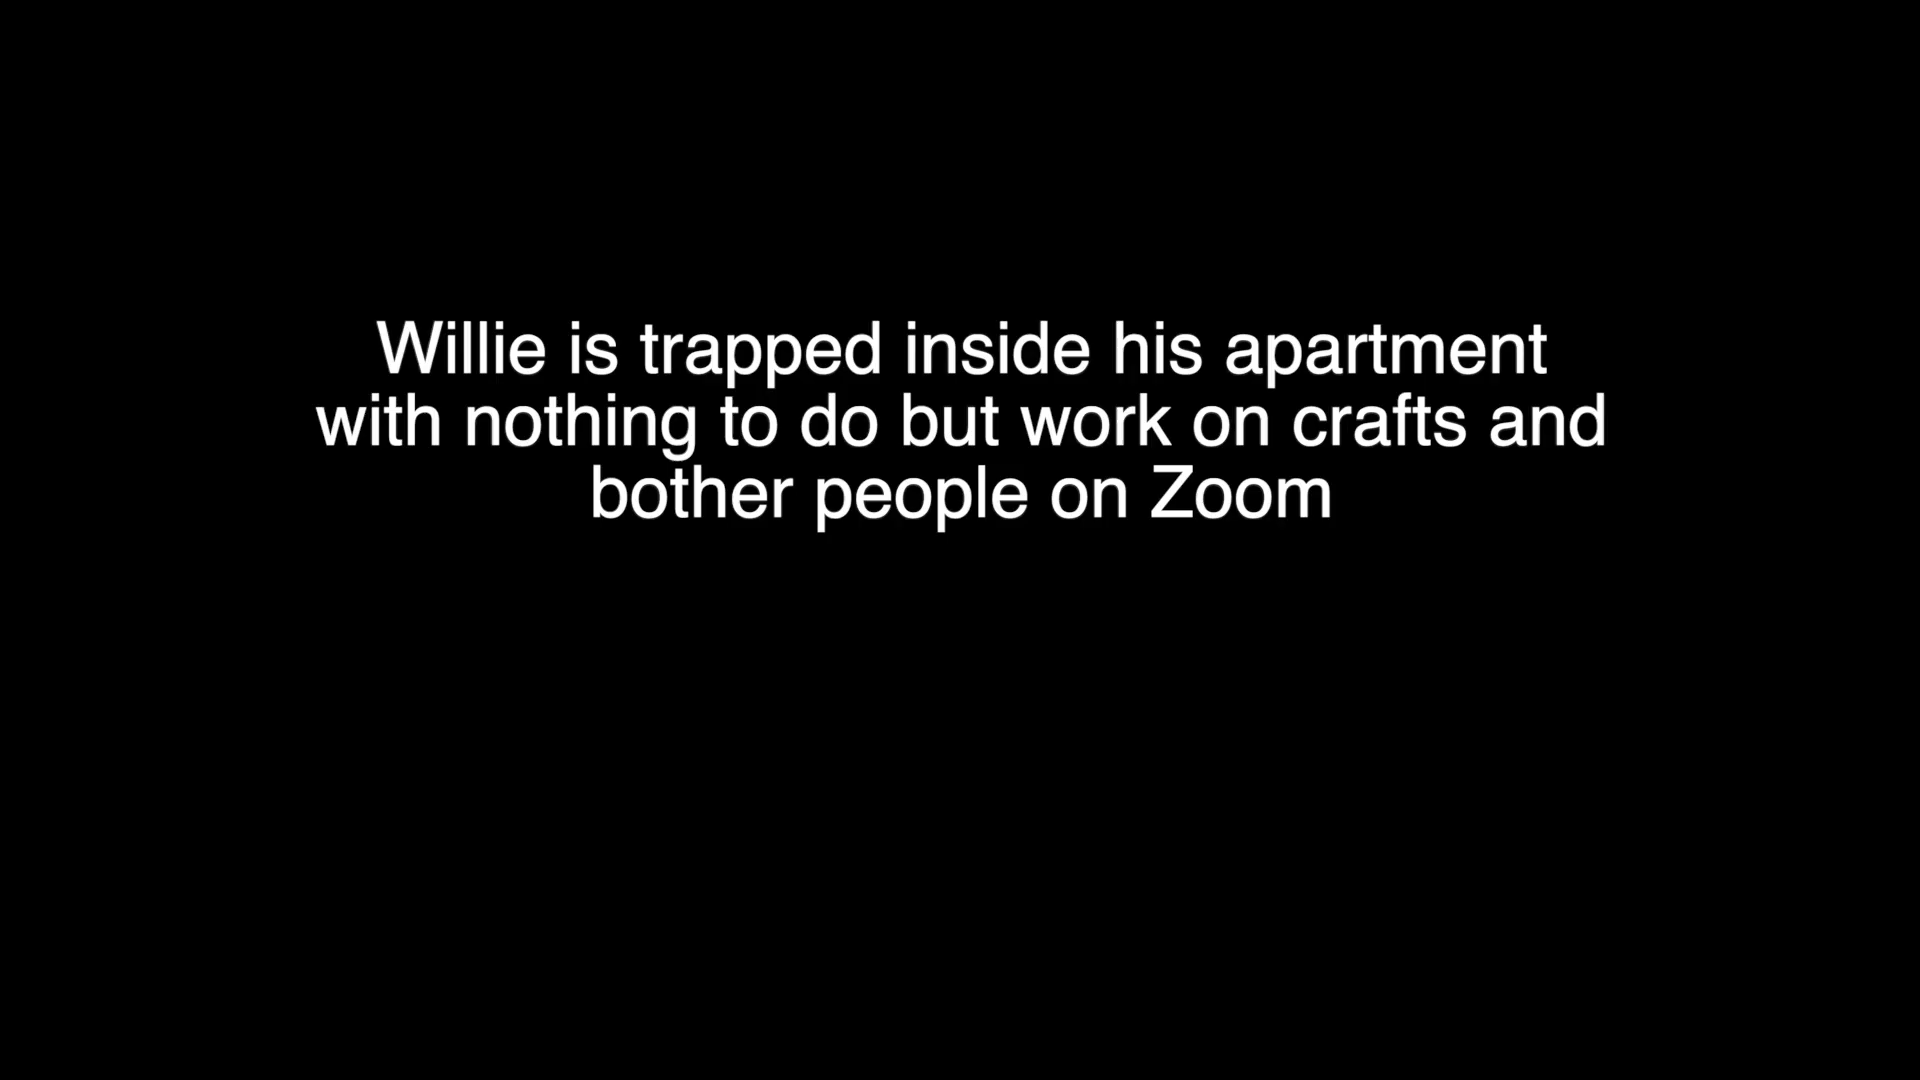 Willie is trapped inside his apartment
with nothing to do but work on crafts and
bother people on Zoom